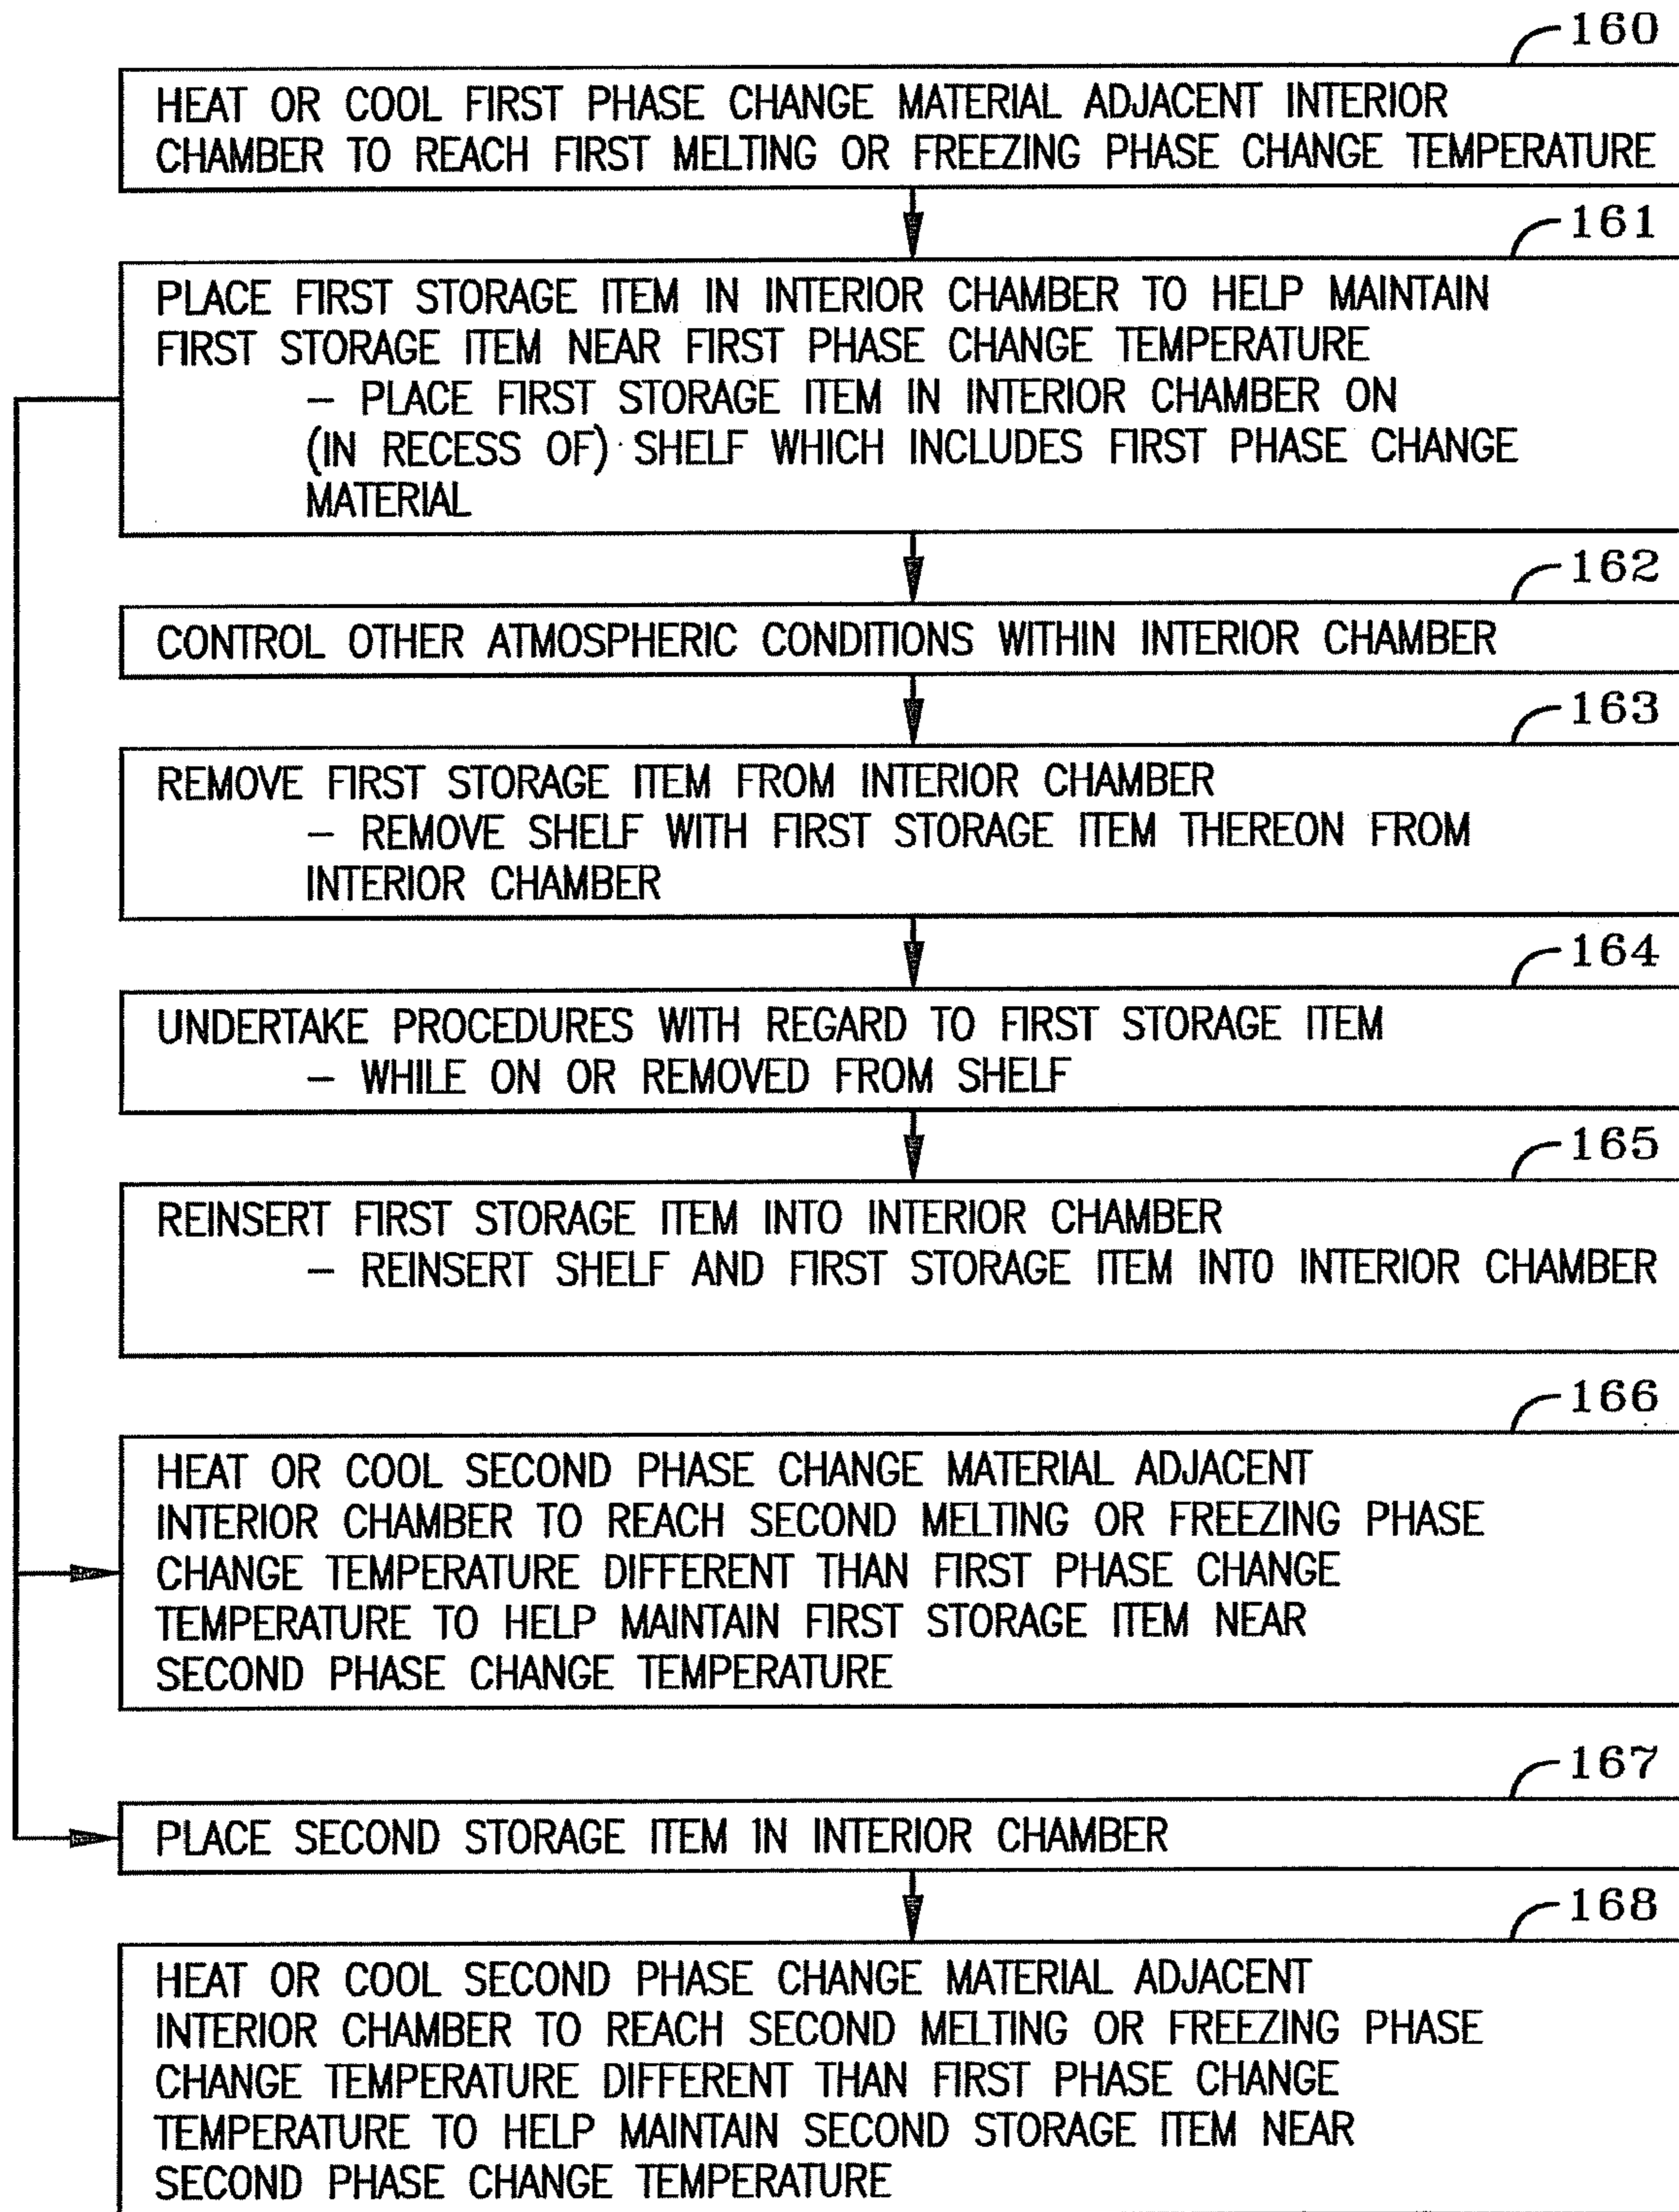 160
HEAT OR COOL FIRST PHASE CHANGE MATERIAL ADJACENT INTERIOR
CHAMBER TO REACH FIRST MELTING OR FREEZING PHASE CHANGE TEMPERATURE
161
PLACE FIRST STORAGE ITEM IN INTERIOR CHAMBER TO HELP MAINTAIN
FIRST STORAGE ITEM NEAR FIRST PHASE CHANGE TEMPERATURE
– PLACE FIRST STORAGE ITEM IN INTERIOR CHAMBER ON
(IN RECESS OF) SHELF WHICH INCLUDES FIRST PHASE CHANGE
MATERIAL
162
CONTROL OTHER ATMOSPHERIC CONDITIONS WITHIN INTERIOR CHAMBER
163
REMOVE FIRST STORAGE ITEM FROM INTERIOR CHAMBER
– REMOVE SHELF WITH FIRST STORAGE ITEM THEREON FROM
INTERIOR CHAMBER
164
UNDERTAKE PROCEDURES WITH REGARD TO FIRST STORAGE ITEM
– WHILE ON OR REMOVED FROM SHELF
165
REINSERT FIRST STORAGE ITEM INTO INTERIOR CHAMBER
– REINSERT SHELF AND FIRST STORAGE ITEM INTO INTERIOR CHAMBER
166
HEAT OR COOL SECOND PHASE CHANGE MATERIAL ADJACENT
INTERIOR CHAMBER TO REACH SECOND MELTING OR FREEZING PHASE
CHANGE TEMPERATURE DIFFERENT THAN FIRST PHASE CHANGE
TEMPERATURE TO HELP MAINTAIN FIRST STORAGE ITEM NEAR
SECOND PHASE CHANGE TEMPERATURE
167
PLACE SECOND STORAGE ITEM IN INTERIOR CHAMBER
168
HEAT OR COOL SECOND PHASE CHANGE MATERIAL ADJACENT
INTERIOR CHAMBER TO REACH SECOND MELTING OR FREEZING PHASE
CHANGE TEMPERATURE DIFFERENT THAN FIRST PHASE CHANGE
TEMPERATURE TO HELP MAINTAIN SECOND STORAGE ITEM NEAR
SECOND PHASE CHANGE TEMPERATURE